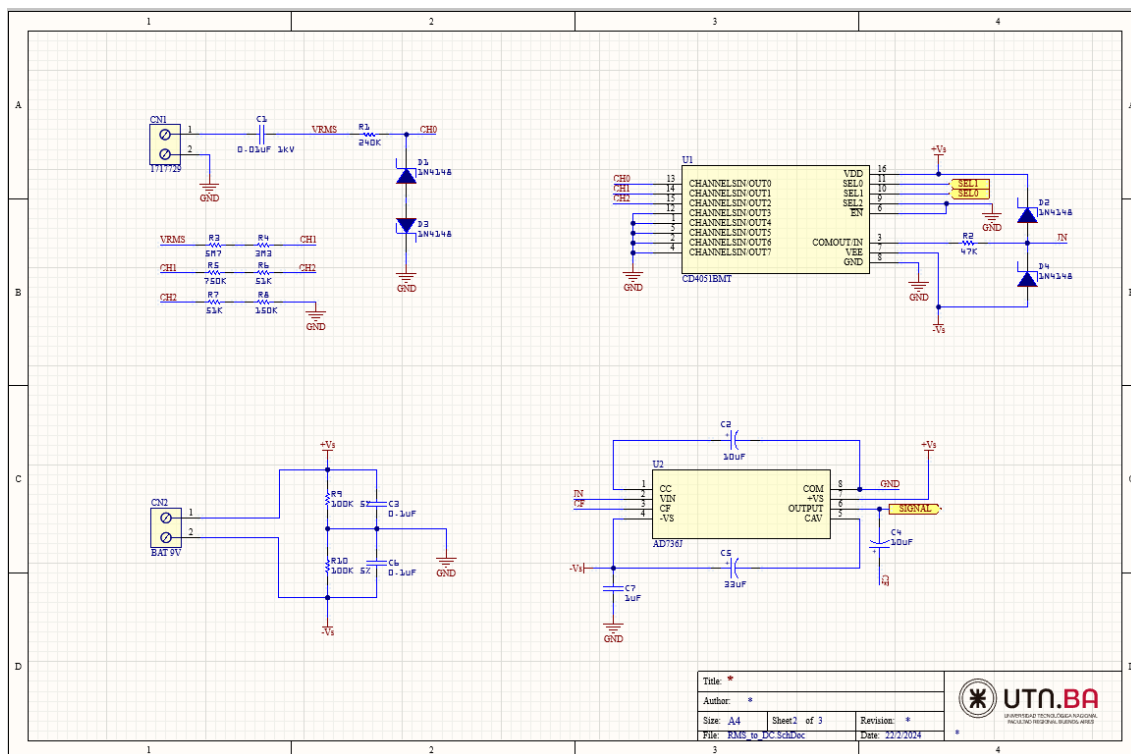 1 2 3 4
A A
B B
C C
D D
CN1
1
2
1717729
GND
C1
0.01uF 1kV
VRMS
R1
240K
CH0
D1
1N4148
D3
1N4148
GND
VRMS R3 5M7 R4 3M3 CH1
CH1 R5 750K R6 51K CH2
CH2 R7 51K R8 150K
GND
U1
CH0 13 CHANNELSIN/OUT0
CH1 14 CHANNELSIN/OUT1
CH2 15 CHANNELSIN/OUT2
12 CHANNELSIN/OUT3
1 CHANNELSIN/OUT4
5 CHANNELSIN/OUT5
2 CHANNELSIN/OUT6
4 CHANNELSIN/OUT7
GND
VDD 16
SEL0 11 SEL1
SEL1 10 SEL0
SEL2 9
EN 6
COMOUT/IN 3
VEE 7
GND 8
CD4051BMT
+Vs
GND
GND
D2
1N4148
R2
47K
IN
D4
1N4148
-Vs
+Vs
CN2
1
2
BAT 9V
R9
100K 5%
C3
0.1uF
R10
100K 5%
C6
0.1uF
GND
-Vs
C2
10uF
U2
1 CC
IN 2 VIN
CF 3 CF
4 -VS
COM 8 GND
+VS 7
OUTPUT 6 SIGNAL
CAV 5
AD736J
+Vs
C4
10uF
CF
-Vs
C5
33uF
C7
1uF
GND
Title: *
Author: *
Size: A4 Sheet2 of 3 Revision: *
File: RMS_to_DC.SchDoc Date: 22/2/2024 *
UTN.BA
UNIVERSIDAD TECNOLÓGICA NACIONAL
FACULTAD REGIONAL BUENOS AIRES
1 2 3 4